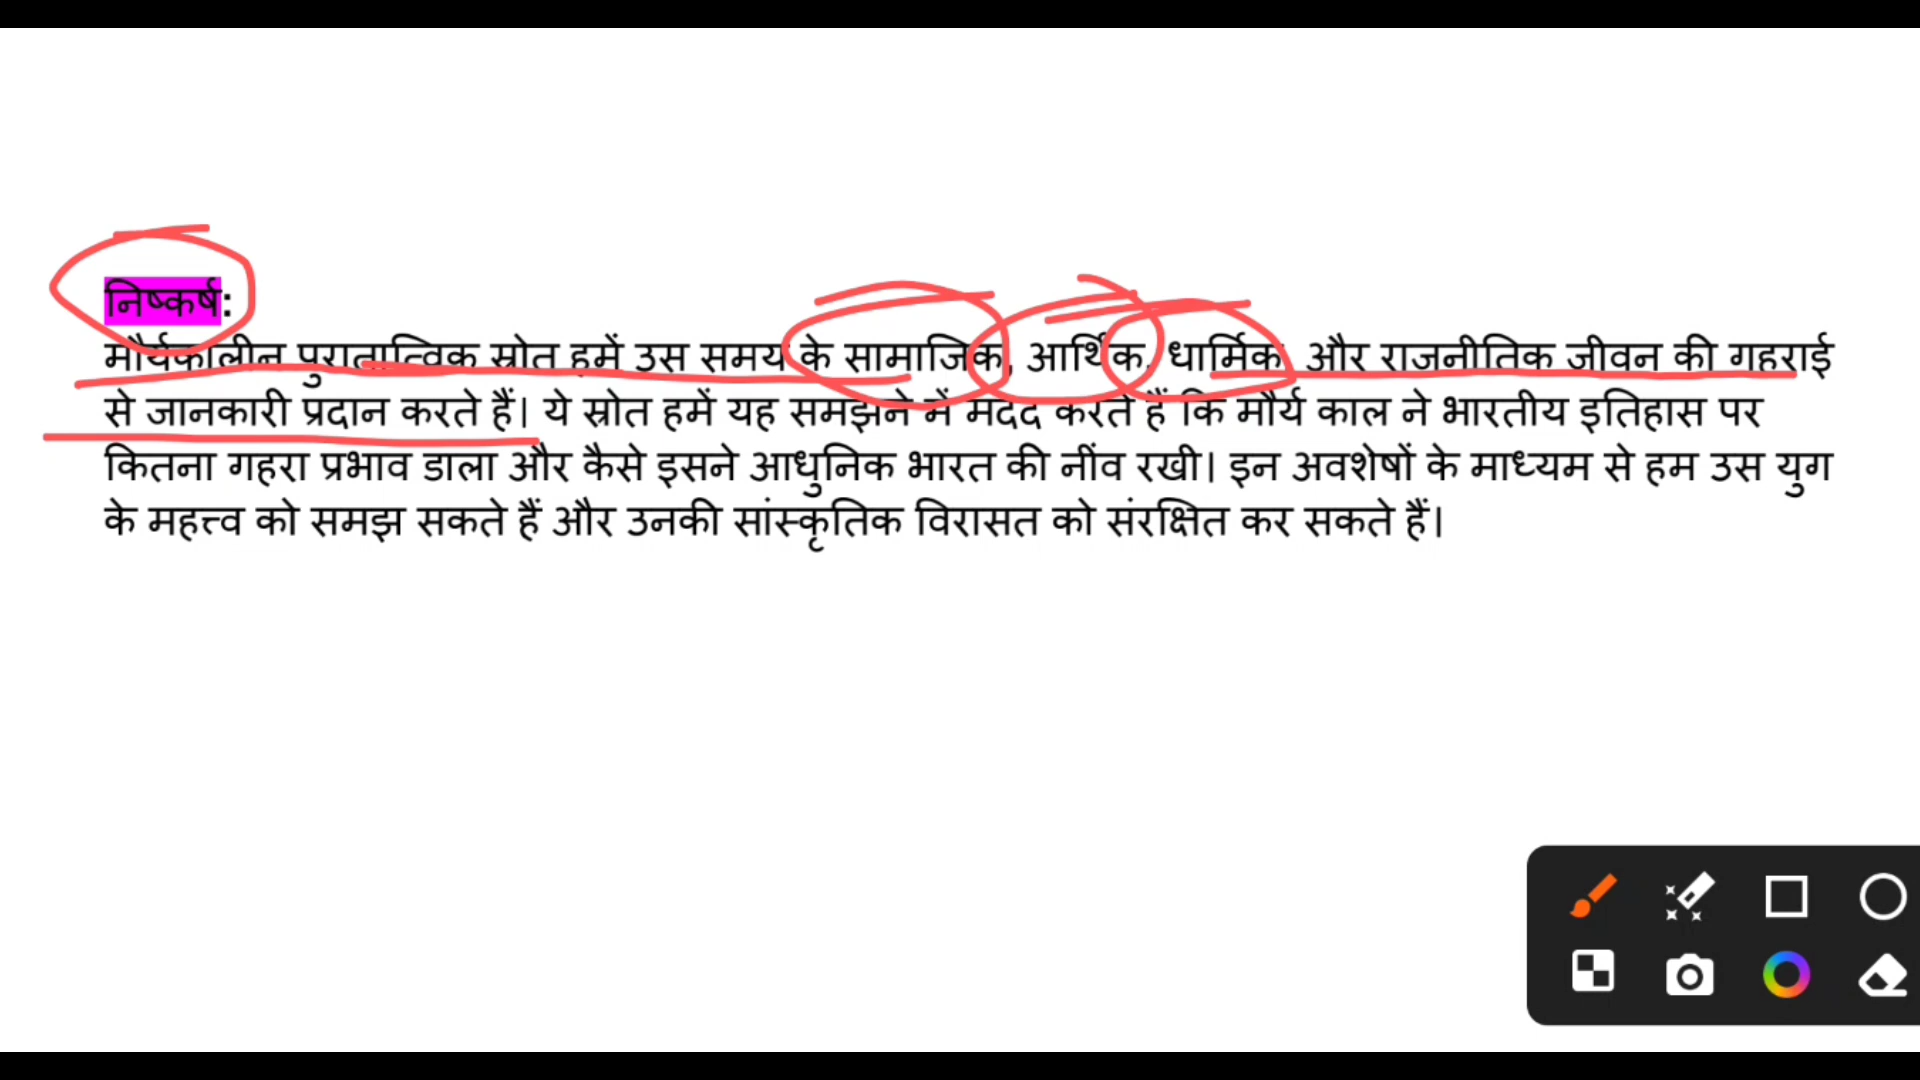 निष्कर्ष:
मौर्यकालीन पुरातात्विक स्रोत हमें उस समय के सामाजिक, आर्थिक, धार्मिक और राजनीतिक जीवन की गहराई
से जानकारी प्रदान करते हैं। ये स्रोत हमें यह समझने में मदद करते हैं कि मौर्य काल ने भारतीय इतिहास पर
कितना गहरा प्रभाव डाला और कैसे इसने आधुनिक भारत की नींव रखी। इन अवशेषों के माध्यम से हम उस युग
के महत्त्व को समझ सकते हैं और उनकी सांस्कृतिक विरासत को संरक्षित कर सकते हैं।